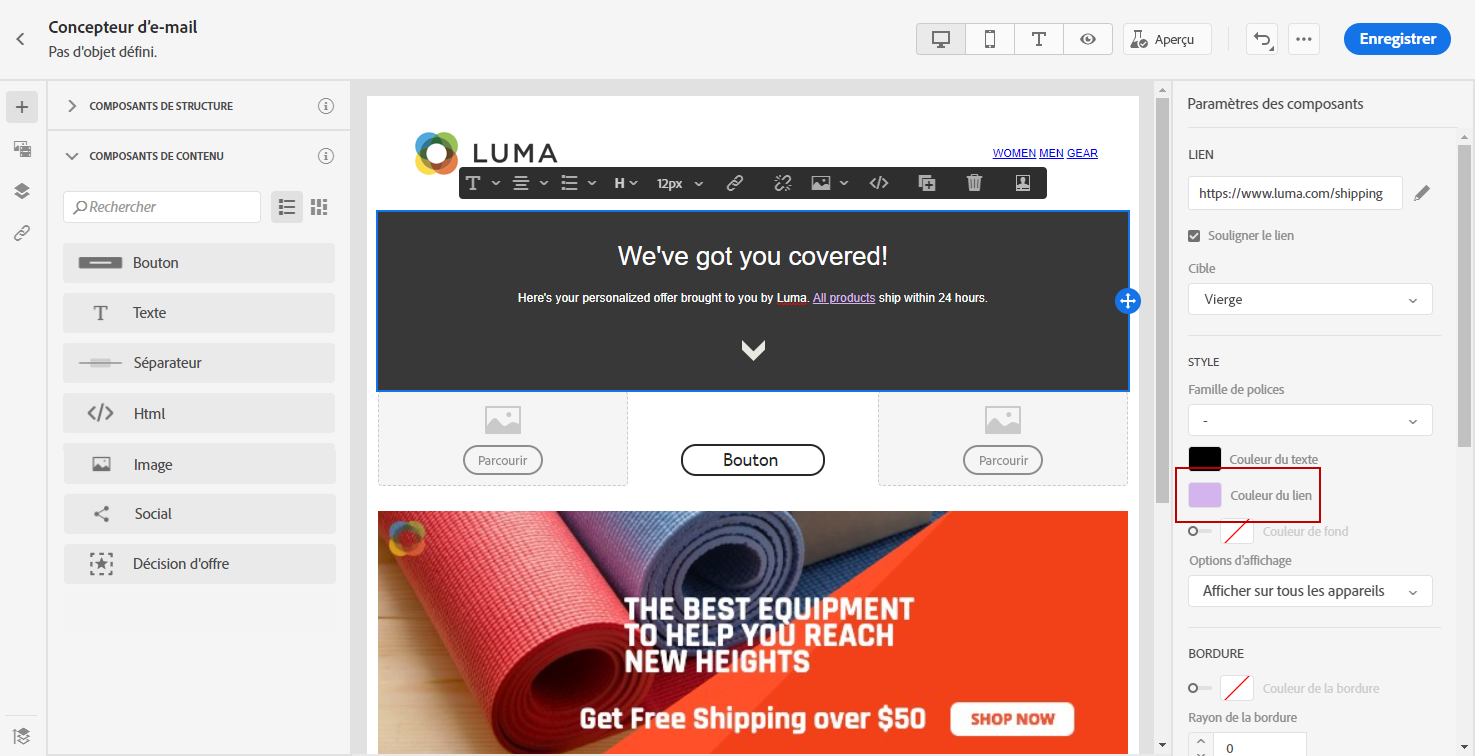 Concepteur d'e-mail
Pas d'objet défini.
Aperçu
Enregistrer
COMPOSANTS DE STRUCTURE
COMPOSANTS DE CONTENU
Rechercher
Bouton
Texte
Séparateur
Html
Image
Social
Décision d'offre
LUMA
WOMEN MEN GEAR
H
12px
We've got you covered!
Here's your personalized offer brought to you by Luma. All products ship within 24 hours.
Parcourir
Bouton
Parcourir
THE BEST EQUIPMENT
TO HELP YOU REACH
NEW HEIGHTS
Get Free Shipping over $50
SHOP NOW
Paramètres des composants
LIEN
https://www.luma.com/shipping
Souligner le lien
Cible
Vierge
STYLE
Famille de polices
-
Couleur du texte
Couleur du lien
Couleur de fond
Options d'affichage
Afficher sur tous les appareils
BORDURE
Couleur de la bordure
Rayon de la bordure
0